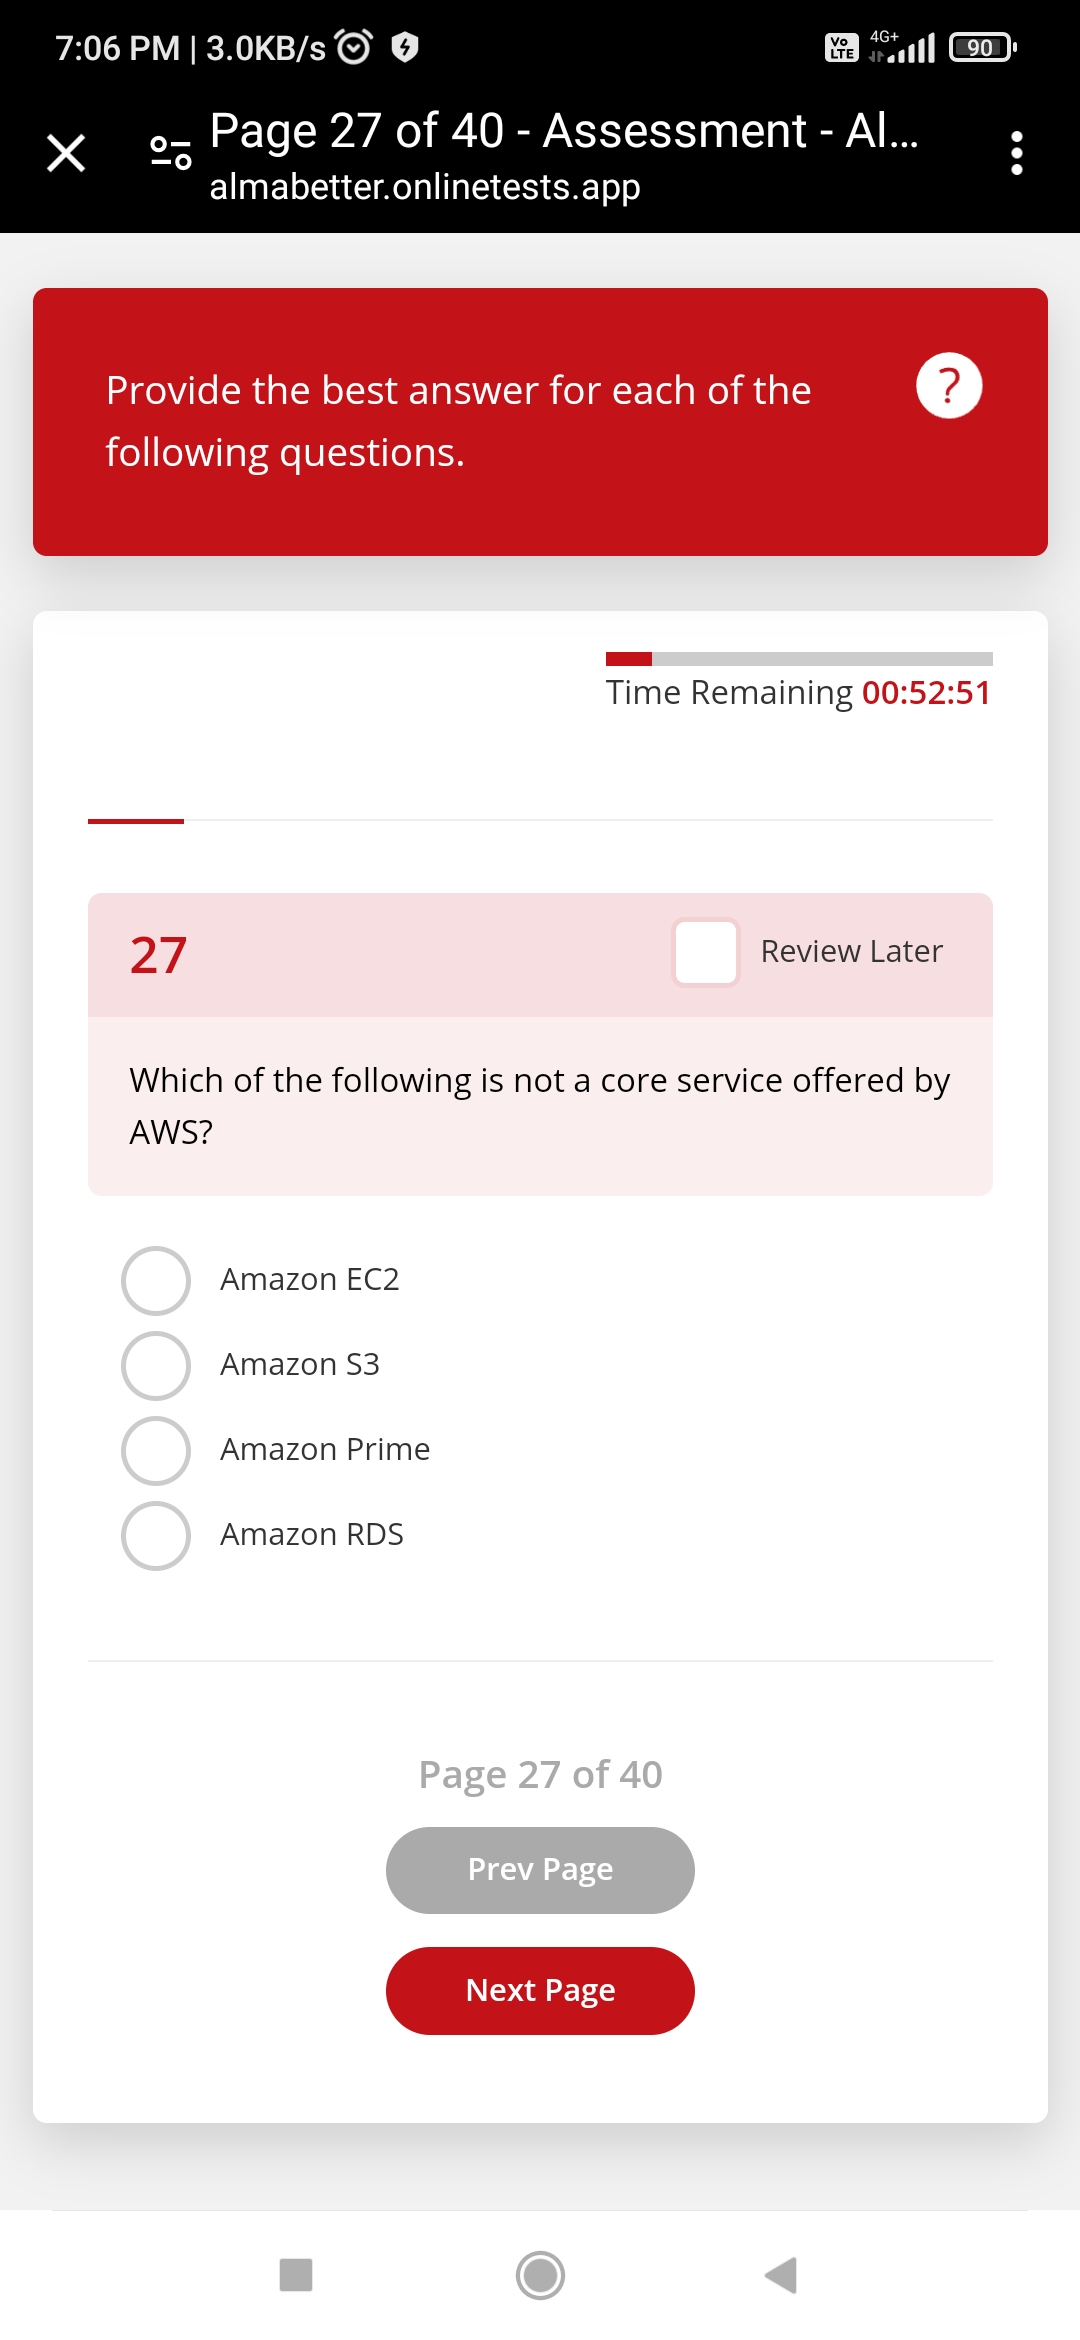 7:06 PM | 3.0KB/s
Vo LTE 4G+ 90
Page 27 of 40 - Assessment - Al...
almabetter.onlinetests.app
Provide the best answer for each of the
following questions.
?
Time Remaining 00:52:51
27
Review Later
Which of the following is not a core service offered by
AWS?
Amazon EC2
Amazon S3
Amazon Prime
Amazon RDS
Page 27 of 40
Prev Page
Next Page